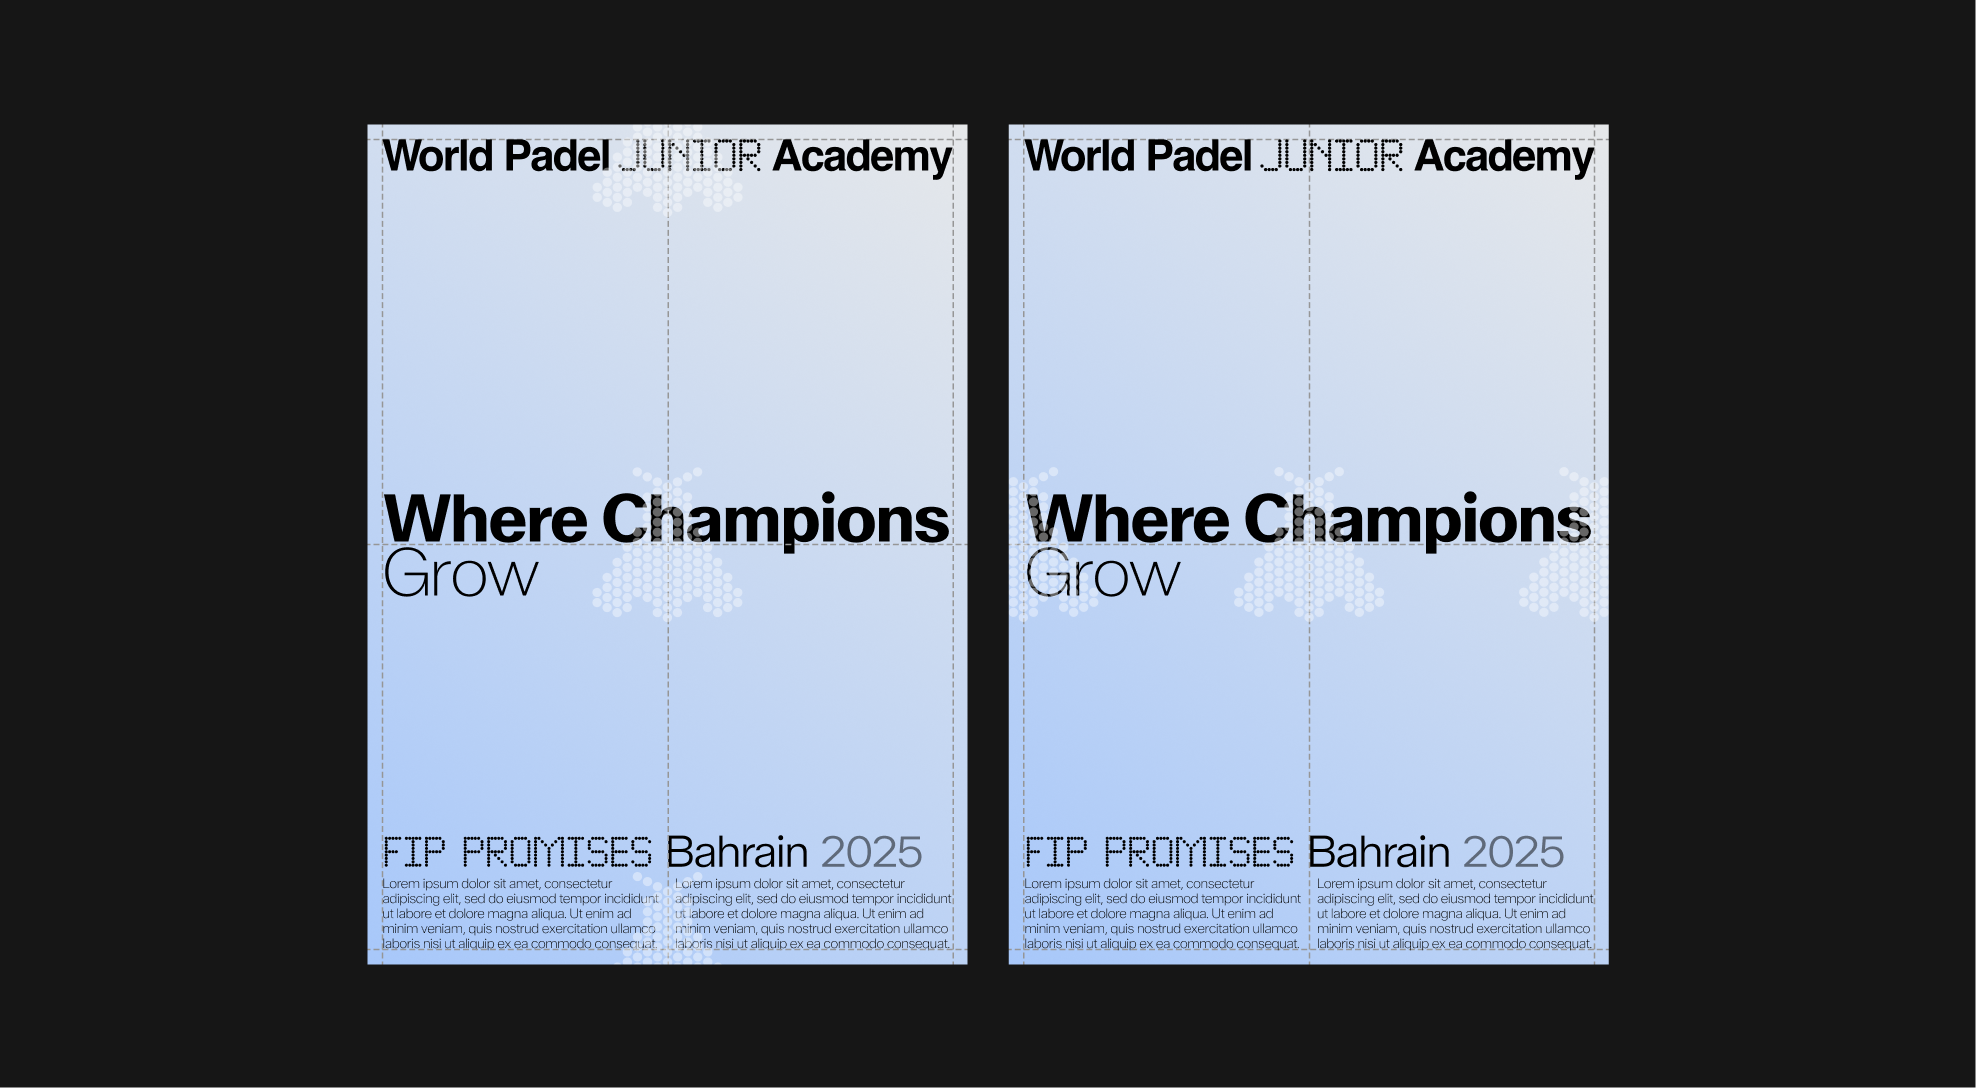 World Padel JUNIOR Academy
Where Champions
Grow
FIP PROMISES Bahrain 2025
Lorem ipsum dolor sit amet, consectetur
adipiscing elit, sed do eiusmod tempor incididunt
ut labore et dolore magna aliqua. Ut enim ad
minim veniam, quis nostrud exercitation ullamco
laboris nisi ut aliquip ex ea commodo consequat.
Lorem ipsum dolor sit amet, consectetur
adipiscing elit, sed do eiusmod tempor incididunt
ut labore et dolore magna aliqua. Ut enim ad
minim veniam, quis nostrud exercitation ullamco
laboris nisi ut aliquip ex ea commodo consequat.
World Padel JUNIOR Academy
Where Champions
Grow
FIP PROMISES Bahrain 2025
Lorem ipsum dolor sit amet, consectetur
adipiscing elit, sed do eiusmod tempor incididunt
ut labore et dolore magna aliqua. Ut enim ad
minim veniam, quis nostrud exercitation ullamco
laboris nisi ut aliquip ex ea commodo consequat.
Lorem ipsum dolor sit amet, consectetur
adipiscing elit, sed do eiusmod tempor incididunt
ut labore et dolore magna aliqua. Ut enim ad
minim veniam, quis nostrud exercitation ullamco
laboris nisi ut aliquip ex ea commodo consequat.